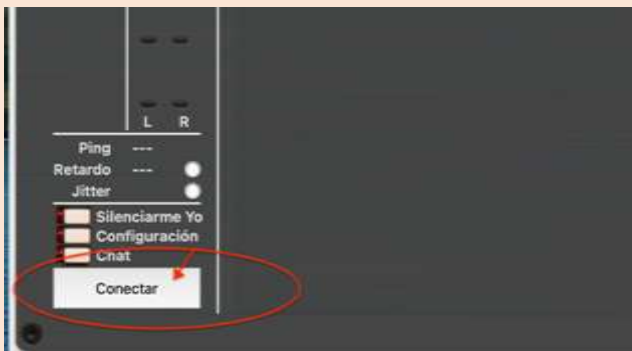 L R
Ping ---
Retardo ---
Jitter
Silenciarme Yo
Configuración
Chat
Conectar